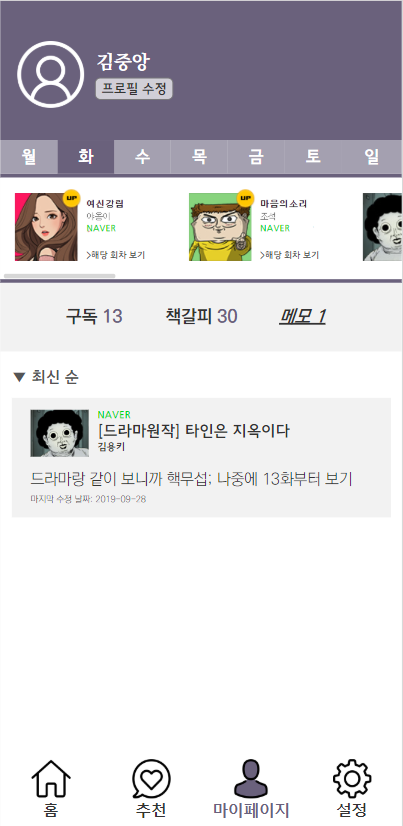 김중앙
프로필 수정
월 화 수 목 금 토 일
UP
여신강림
야옹이
NAVER
>해당 회차 보기
UP
마음의소리
조석
NAVER
>해당 회차 보기
구독 13 책갈피 30 메모 1
▼ 최신 순
NAVER
[드라마원작] 타인은 지옥이다
김용키
드라마랑 같이 보니까 핵무섭; 나중에 13화부터 보기
마지막 수정 날짜: 2019-09-28
홈 추천 마이페이지 설정